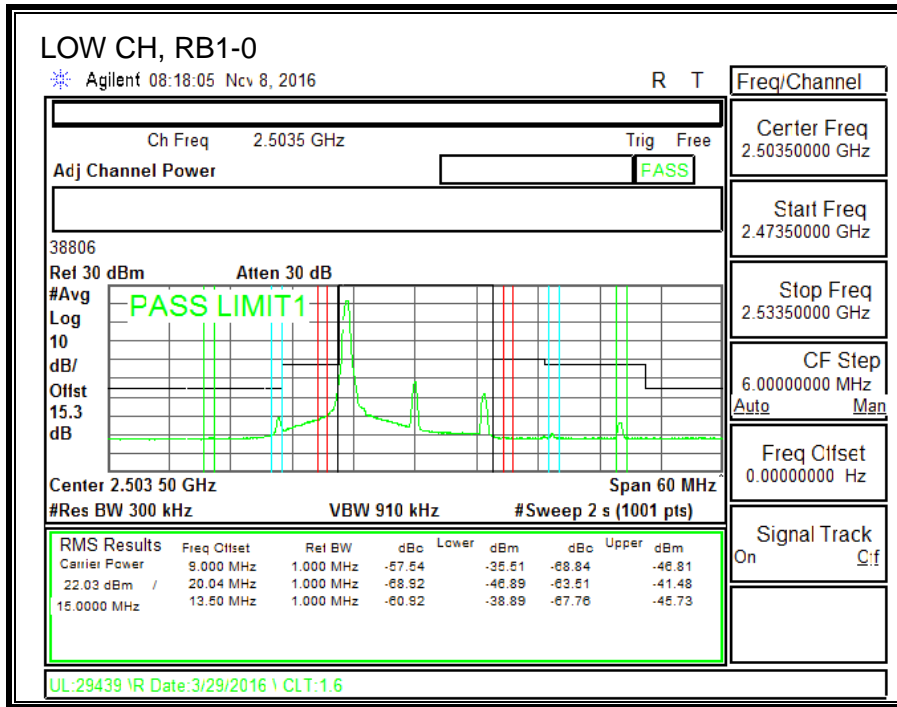 LOW CH, RB1-0
Agilent 08:18:05 Nov 8, 2016 R T
Freq/Channel
Ch Freq 2.5035 GHz Trig Free
Adj Channel Power PASS
Center Freq
2.50350000 GHz
Start Freq
2.47350000 GHz
Stop Freq
2.53350000 GHz
CF Step
6.00000000 MHz
Auto Man
Freq Offset
0.00000000 Hz
Signal Track
On Off
38806
Ref 30 dBm Atten 30 dB
#Avg
Log
10
dB/
Offst
15.3
dB
PASS LIMIT1
Center 2.503 50 GHz Span 60 MHz
#Res BW 300 kHz VBW 910 kHz #Sweep 2 s (1001 pts)
RMS Results Freq Offset Ref BW dBc Lower dBm dBc Upper dBm
Carrier Power 9.000 MHz 1.000 MHz -57.54 -35.51 -68.84 -46.81
22.03 dBm / 20.04 MHz 1.000 MHz -68.92 -46.89 -63.51 -41.48
15.0000 MHz 13.50 MHz 1.000 MHz -60.92 -38.89 -67.76 -45.73
UL:29439 \R Date:3/29/2016 \ CLT:1.6